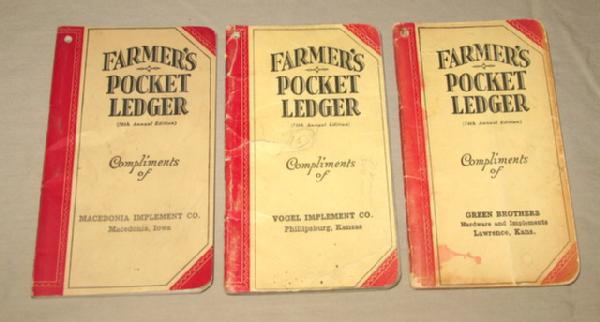 FARMER'S
POCKET
LEDGER
Compliments
of
MACEDONIA IMPLEMENT CO.
Macedonia, Iowa
FARMER'S
POCKET
LEDGER
Compliments
of
VOGEL IMPLEMENT CO.
Phillipsburg, Kansas
FARMER'S
POCKET
LEDGER
Compliments
of
GREEN BROTHERS
Hardware and Implements
Lawrence, Kans.